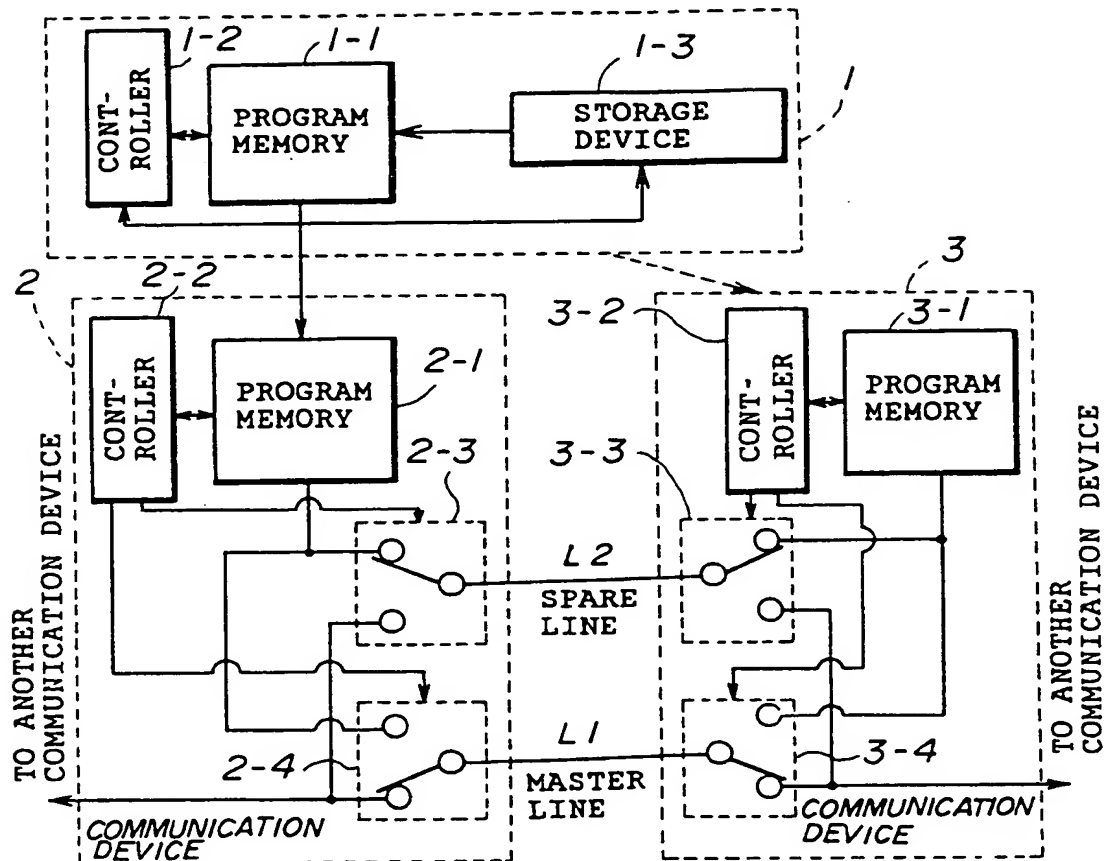 1-2
1-1
1-3
1
CONT-
ROLLER
PROGRAM
MEMORY
STORAGE
DEVICE
2
2-2
3
3-2
3-1
CONT-
ROLLER
PROGRAM
MEMORY
2-1
CONT-
ROLLER
PROGRAM
MEMORY
2-3
3-3
L2
SPARE
LINE
L1
MASTER
LINE
2-4
3-4
TO ANOTHER
COMMUNICATION DEVICE
TO ANOTHER
COMMUNICATION DEVICE
COMMUNICATION
DEVICE
COMMUNICATION
DEVICE